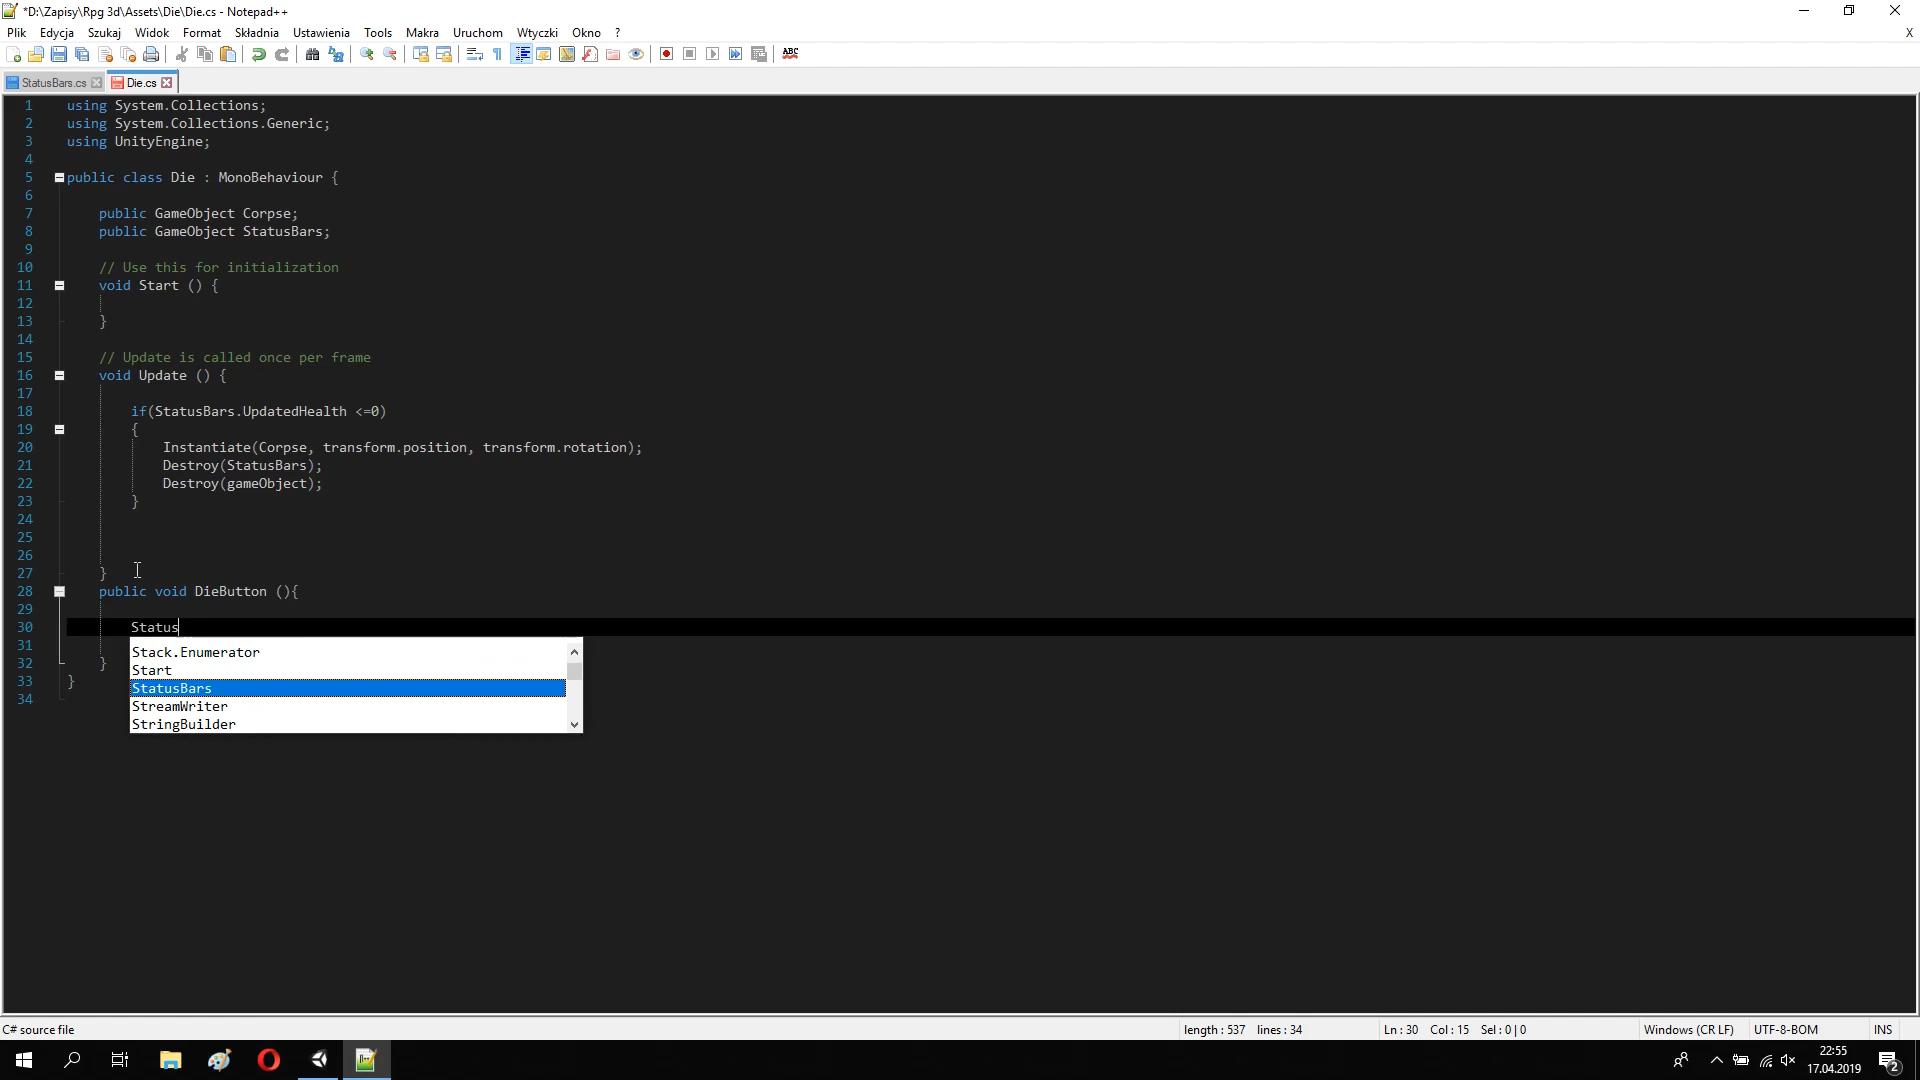 *D:\Zapisy\Rpg 3d\Assets\Die\Die.cs - Notepad++
Plik Edycja Szukaj Widok Format Składnia Ustawienia Tools Makra Uruchom Wtyczki Okno ? X
StatusBars.cs Die.cs
1 using System.Collections;
2 using System.Collections.Generic;
3 using UnityEngine;
4
5 public class Die : MonoBehaviour {
6
7 public GameObject Corpse;
8 public GameObject StatusBars;
9
10 // Use this for initialization
11 void Start () {
12
13 }
14
15 // Update is called once per frame
16 void Update () {
17
18 if(StatusBars.UpdatedHealth <=0)
19 {
20 Instantiate(Corpse, transform.position, transform.rotation);
21 Destroy(StatusBars);
22 Destroy(gameObject);
23 }
24
25
26
27 }
28 public void DieButton (){
29
30 Status
31
32 }
33 }
34
Stack.Enumerator
Start
StatusBars
StreamWriter
StringBuilder
C# source file length : 537 lines : 34 Ln : 30 Col : 15 Sel : 0 | 0 Windows (CR LF) UTF-8-BOM INS
22:55
17.04.2019
2